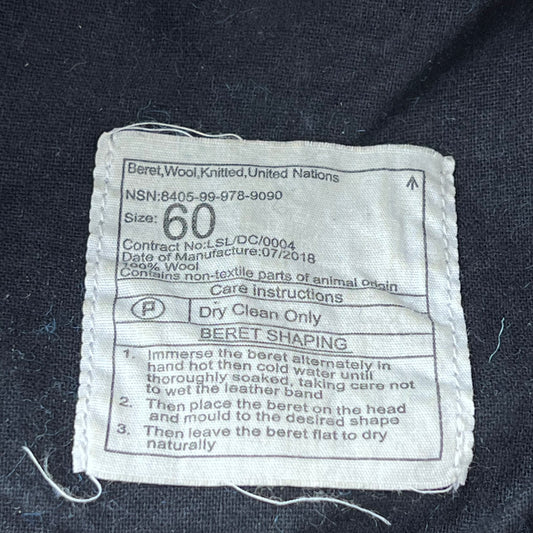 Beret,Wool,Knitted,United Nations
NSN:8405-99-978-9090
Size: 60
Contract No:LSL/DC/0004
Date of Manufacture:07/2018
100% Wool
Contains non-textile parts of animal origin
Care instructions
P Dry Clean Only
BERET SHAPING
1. Immerse the beret alternately in
hand hot then cold water until
thoroughly soaked, taking care not
to wet the leather band
2. Then place the beret on the head
and mould to the desired shape
3. Then leave the beret flat to dry
naturally